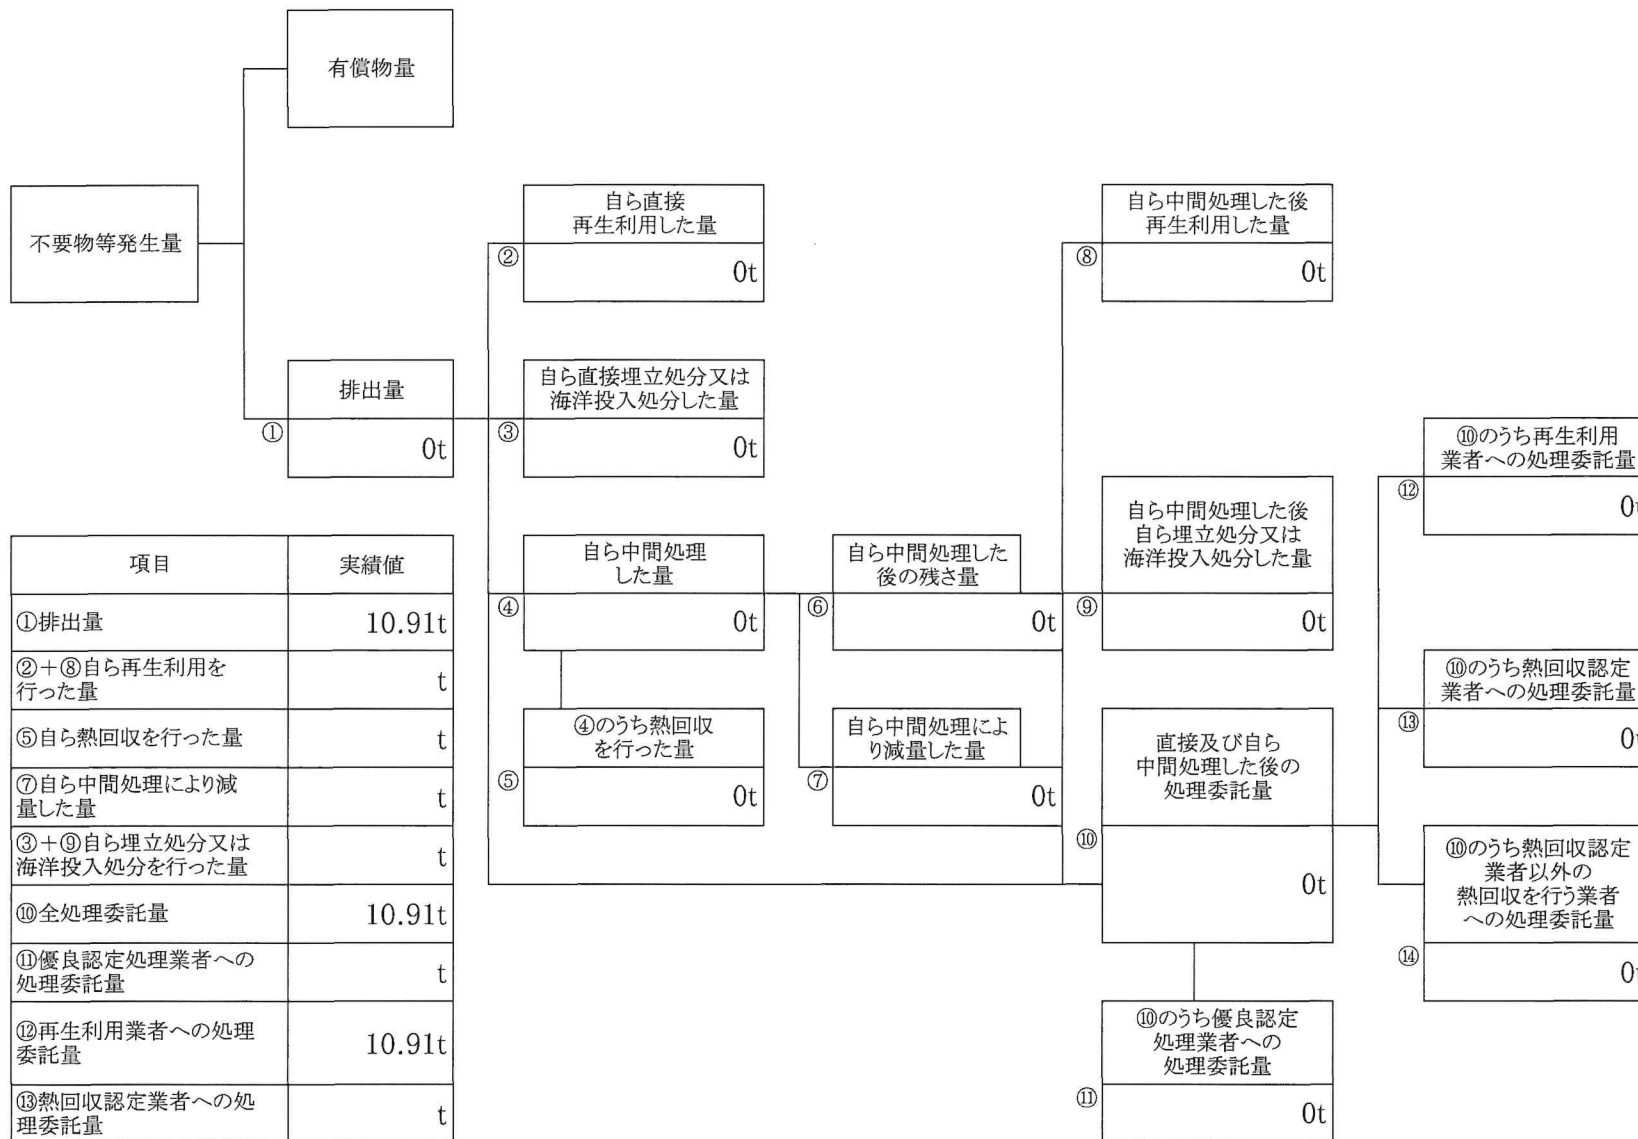 有償物量
不要物等発生量
自ら直接
再生利用した量
②
0t
自ら中間処理した後
再生利用した量
⑧
0t
排出量
①
0t
自ら直接埋立処分又は
海洋投入処分した量
③
0t
⑩のうち再生利用
業者への処理委託量
⑫
0t
自ら中間処理
した量
④
0t
自ら中間処理した
後の残さ量
⑥
0t
自ら中間処理した後
自ら埋立処分又は
海洋投入処分した量
⑨
0t
⑩のうち熱回収認定
業者への処理委託量
⑬
0t
④のうち熱回収
を行った量
⑤
0t
自ら中間処理によ
り減量した量
⑦
0t
直接及び自ら
中間処理した後の
処理委託量
⑩
0t
⑩のうち熱回収認定
業者以外の
熱回収を行う業者
への処理委託量
⑭
0t
⑩のうち優良認定
処理業者への
処理委託量
⑪
0t
項目 実績値
①排出量 10.91t
②+⑧自ら再生利用を
行った量 t
⑤自ら熱回収を行った量 t
⑦自ら中間処理により減
量した量 t
③+⑨自ら埋立処分又は
海洋投入処分を行った量 t
⑩全処理委託量 10.91t
⑪優良認定処理業者への
処理委託量 t
⑫再生利用業者への処理
委託量 10.91t
⑬熱回収認定業者への処
理委託量 t